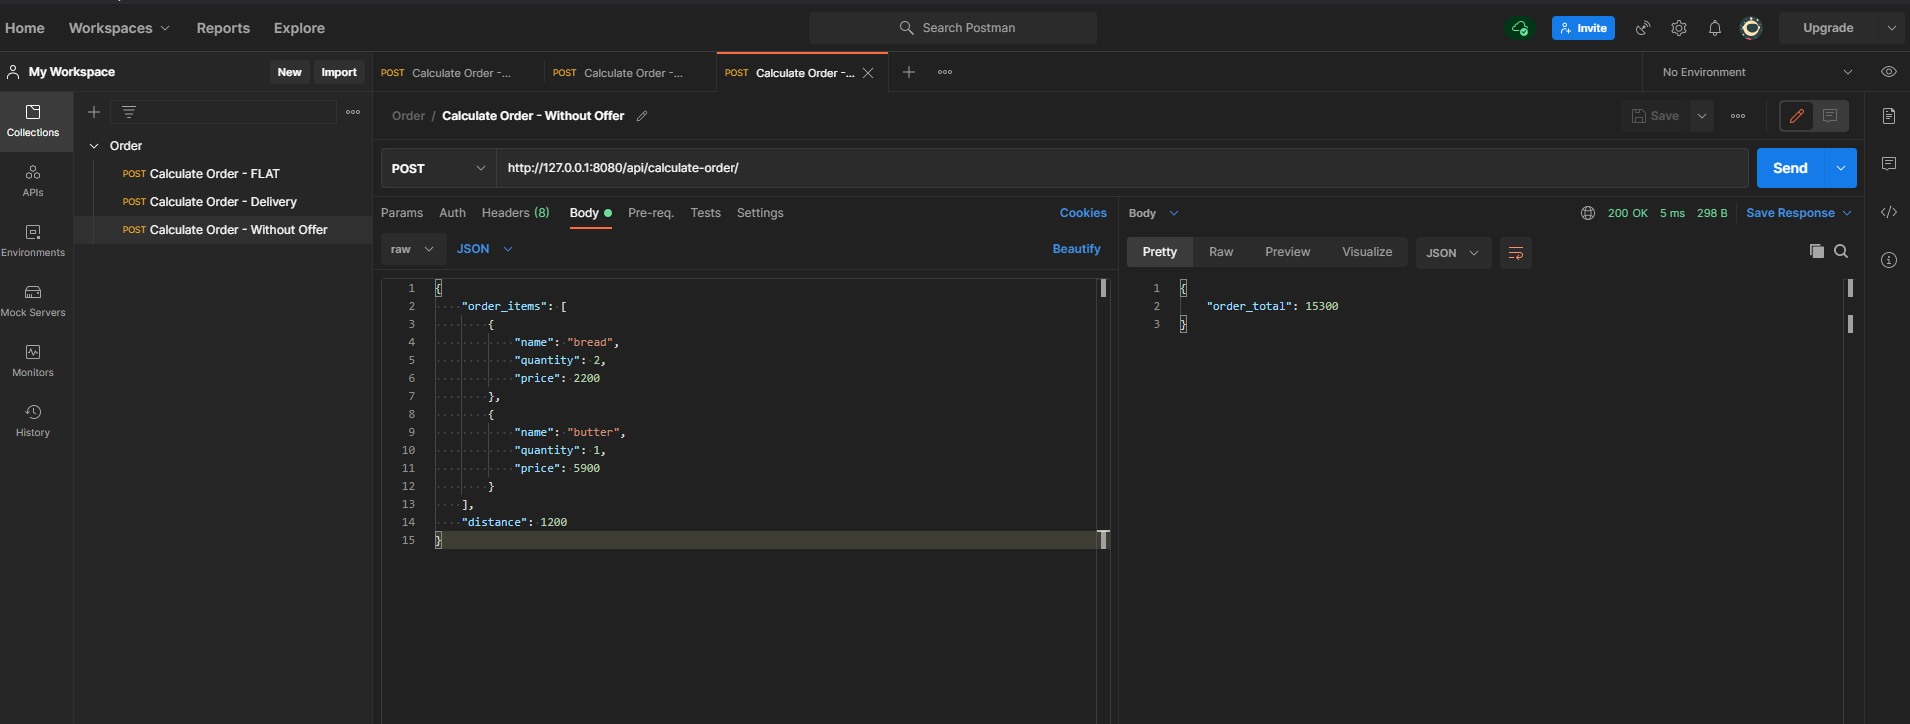 Home Workspaces Reports Explore Search Postman Invite Upgrade
My Workspace New Import POST Calculate Order -... POST Calculate Order -... POST Calculate Order -... No Environment
Collections
APIs
Environments
Mock Servers
Monitors
History
Order
POST Calculate Order - FLAT
POST Calculate Order - Delivery
POST Calculate Order - Without Offer
Order / Calculate Order - Without Offer Save
POST http://127.0.0.1:8080/api/calculate-order/ Send
Params Auth Headers (8) Body Pre-req. Tests Settings Cookies
raw JSON Beautify
1 {
2 "order_items": [
3 {
4 "name": "bread",
5 "quantity": 2,
6 "price": 2200
7 },
8 {
9 "name": "butter",
10 "quantity": 1,
11 "price": 5900
12 }
13 ],
14 "distance": 1200
15 }
Body 200 OK 5 ms 298 B Save Response
Pretty Raw Preview Visualize JSON
1 {
2 "order_total": 15300
3 }